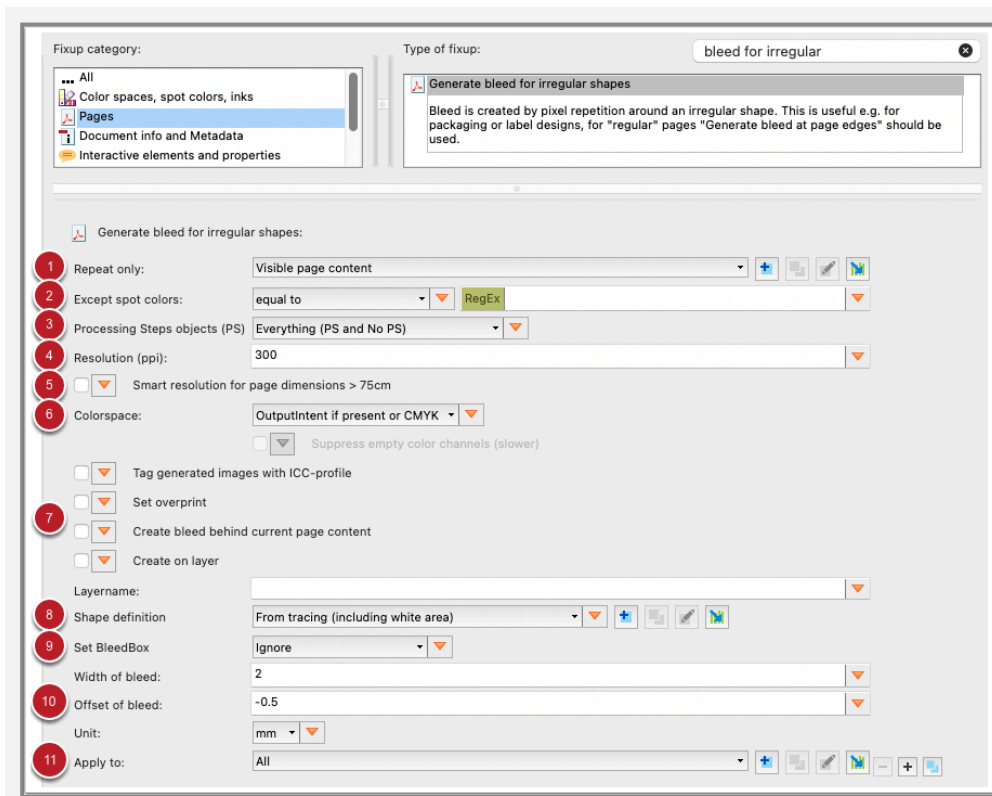 Fixup category:
Type of fixup:
bleed for irregular
All
Color spaces, spot colors, inks
Pages
Document info and Metadata
Interactive elements and properties
Generate bleed for irregular shapes
Bleed is created by pixel repetition around an irregular shape. This is useful e.g. for
packaging or label designs, for "regular" pages "Generate bleed at page edges" should be
used.
Generate bleed for irregular shapes:
1 Repeat only: Visible page content
2 Except spot colors: equal to RegEx
3 Processing Steps objects (PS) Everything (PS and No PS)
4 Resolution (ppi): 300
5 Smart resolution for page dimensions > 75cm
6 Colorspace: OutputIntent if present or CMYK
Suppress empty color channels (slower)
Tag generated images with ICC-profile
Set overprint
7 Create bleed behind current page content
Create on layer
Layername:
8 Shape definition From tracing (including white area)
9 Set BleedBox Ignore
Width of bleed: 2
10 Offset of bleed: -0.5
Unit: mm
11 Apply to: All